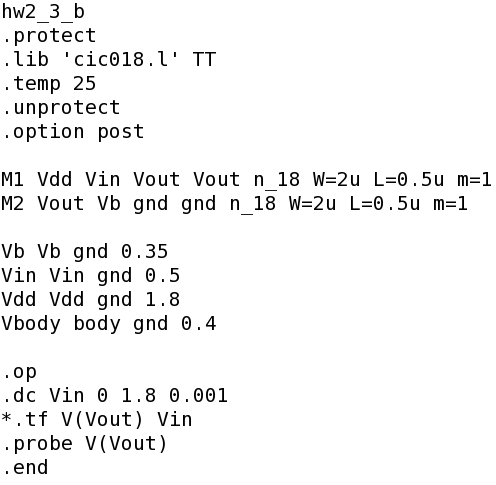 hw2_3_b
.protect
.lib 'cic018.l' TT
.temp 25
.unprotect
.option post
M1 Vdd Vin Vout Vout n_18 W=2u L=0.5u m=1
M2 Vout Vb gnd gnd n_18 W=2u L=0.5u m=1
Vb Vb gnd 0.35
Vin Vin gnd 0.5
Vdd Vdd gnd 1.8
Vbody body gnd 0.4
.op
.dc Vin 0 1.8 0.001
*.tf V(Vout) Vin
.probe V(Vout)
.end